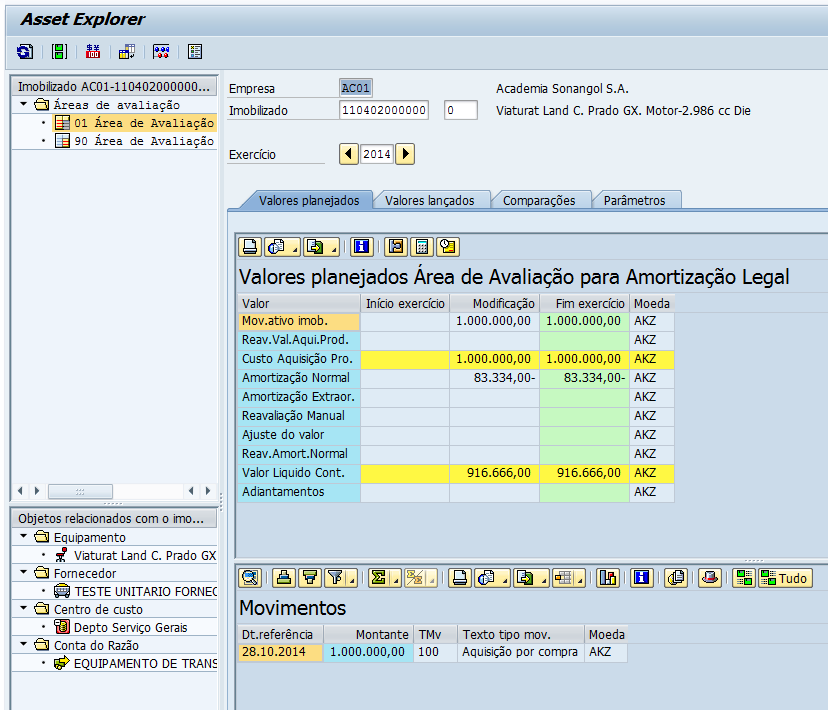 Asset Explorer
Imobilizado AC01-110402000000...
Áreas de avaliação
01 Área de Avaliação
90 Área de Avaliação
Empresa AC01 Academia Sonangol S.A.
Imobilizado 110402000000 0 Viaturat Land C. Prado GX. Motor-2.986 cc Die
Exercício 2014
Valores planejados Valores lançados Comparações Parâmetros
Valores planejados Área de Avaliação para Amortização Legal
Valor Início exercício Modificação Fim exercício Moeda
Mov.ativo imob. 1.000.000,00 1.000.000,00 AKZ
Reav.Val.Aqui.Prod. AKZ
Custo Aquisição Pro. 1.000.000,00 1.000.000,00 AKZ
Amortização Normal 83.334,00- 83.334,00- AKZ
Amortização Extraor. AKZ
Reavaliação Manual AKZ
Ajuste do valor AKZ
Reav.Amort.Normal AKZ
Valor Liquido Cont. 916.666,00 916.666,00 AKZ
Adiantamentos AKZ
Objetos relacionados com o imo...
Equipamento
Viaturat Land C. Prado GX
Fornecedor
TESTE UNITARIO FORNEC
Centro de custo
Depto Serviço Gerais
Conta do Razão
EQUIPAMENTO DE TRANS
Tudo
Movimentos
Dt.referência Montante TMv Texto tipo mov. Moeda
28.10.2014 1.000.000,00 100 Aquisição por compra AKZ